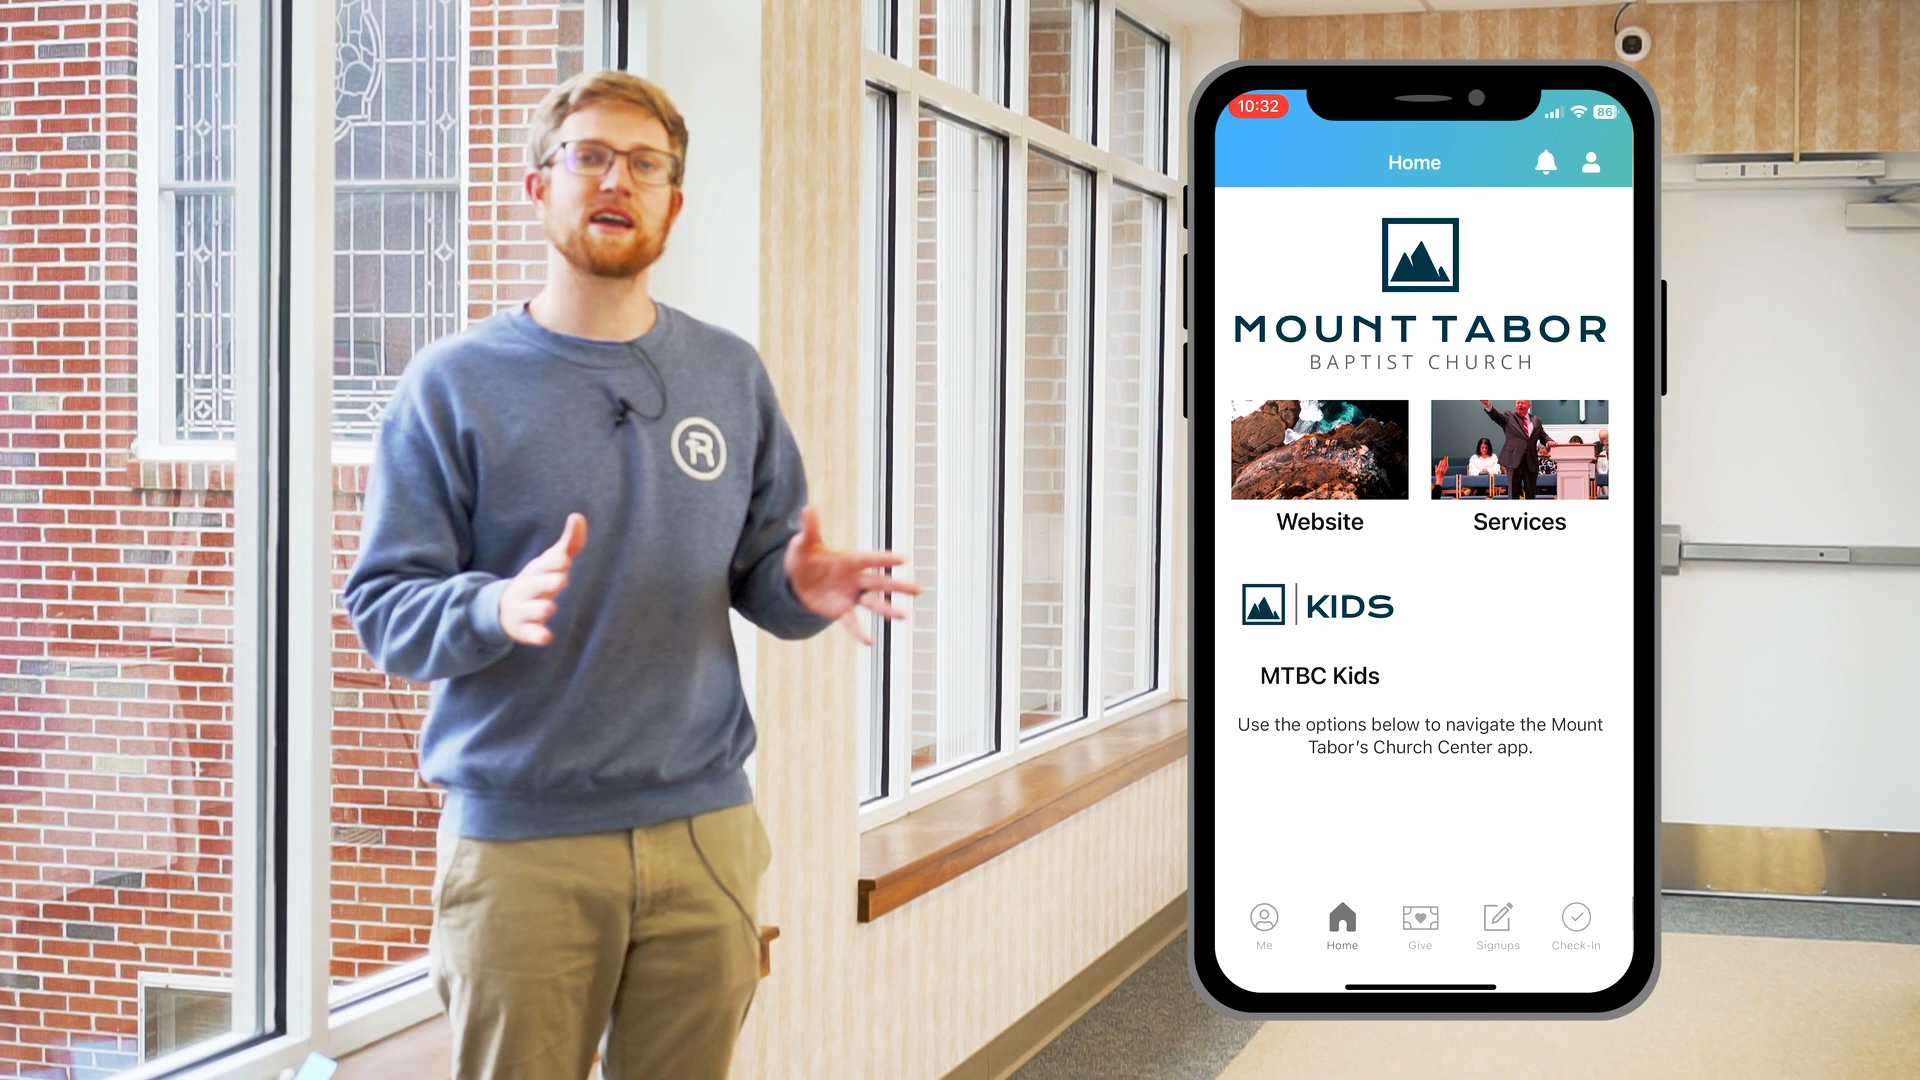 R
10:32
86
Home
MOUNT TABOR
BAPTIST CHURCH
Website
Services
KIDS
MTBC Kids
Use the options below to navigate the Mount
Tabor's Church Center app.
Me
Home
Give
Signups
Check-In